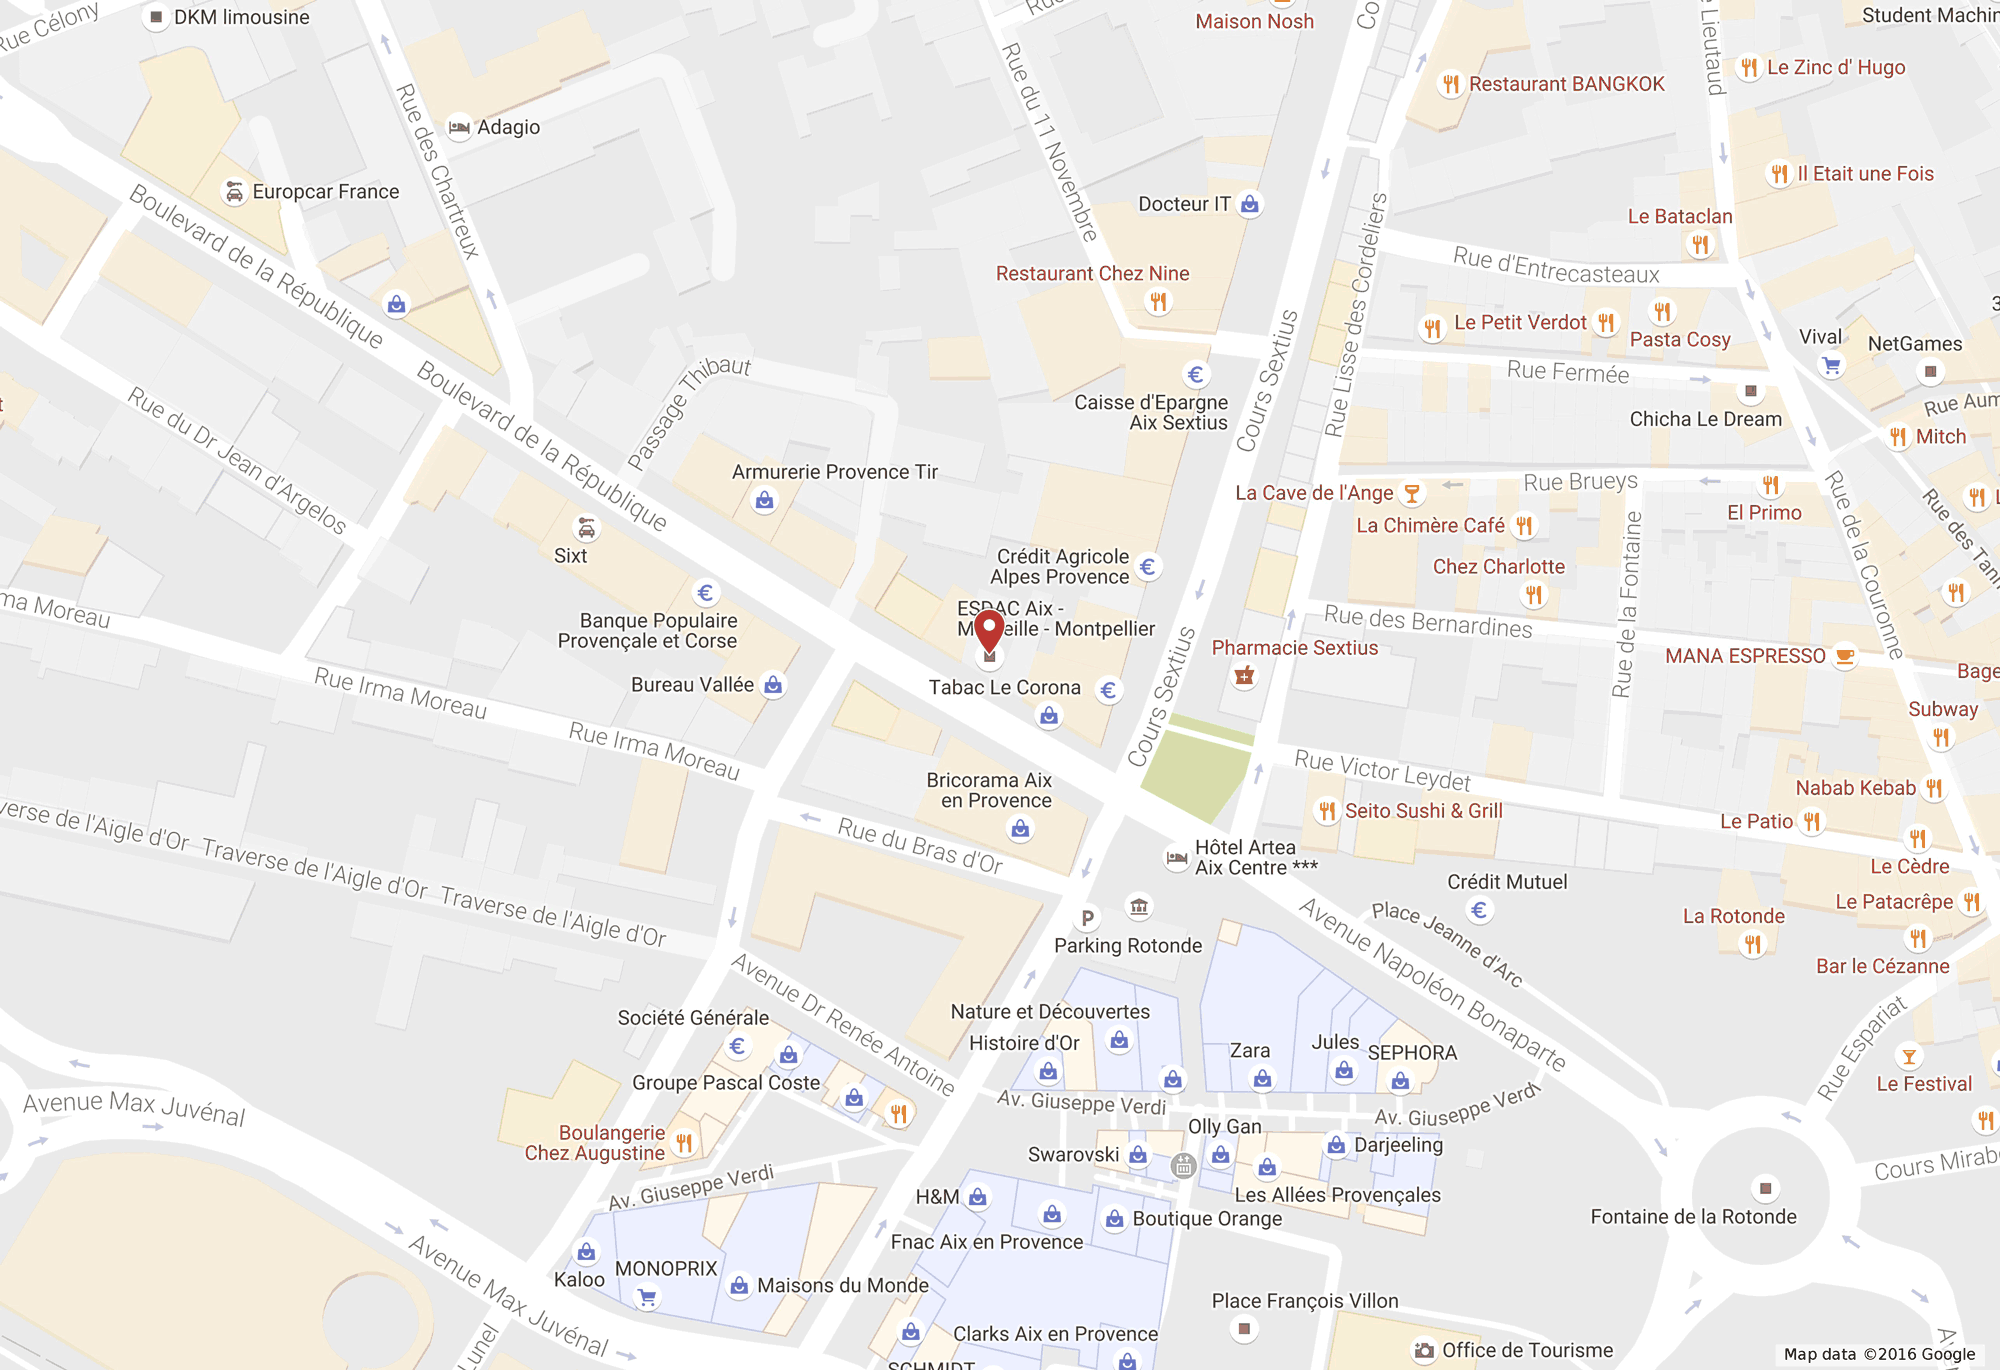 DKM limousine
Rue Célony
Maison Nosh
Student Machin
Lieutaud
Le Zinc d' Hugo
Restaurant BANGKOK
Rue des Chartreux
Adagio
Rue du 11 Novembre
Europcar France
Docteur IT
Il Etait une Fois
Le Bataclan
Boulevard de la République
Rue d'Entrecasteaux
Restaurant Chez Nine
Rue Lisse des Cordeliers
Le Petit Verdot
Pasta Cosy
Vival
NetGames
Rue Fermée
Cours Sextius
Passage Thibaut
Boulevard de la République
Caisse d'Epargne
Aix Sextius
Chicha Le Dream
Rue Aum
Mitch
Rue du Dr Jean d'Argelos
Armurerie Provence Tir
La Cave de l'Ange
Rue Brueys
El Primo
La Chimère Café
Rue de la Couronne
Rue des Tann
Sixt
Crédit Agricole
Alpes Provence
Chez Charlotte
Rue de la Fontaine
ma Moreau
ESDAC Aix -
Marseille - Montpellier
Rue des Bernardines
Banque Populaire
Provençale et Corse
Pharmacie Sextius
MANA ESPRESSO
Bage
Bureau Vallée
Tabac Le Corona
Cours Sextius
Rue Irma Moreau
Rue Irma Moreau
Subway
Rue Victor Leydet
Bricorama Aix
en Provence
Nabab Kebab
Seito Sushi & Grill
Le Patio
Rue du Bras d'Or
Hôtel Artea
Aix Centre ***
Le Cèdre
verse de l'Aigle d'Or
Traverse de l'Aigle d'Or
Traverse de l'Aigle d'Or
Crédit Mutuel
Le Patacrêpe
La Rotonde
Place Jeanne d'Arc
Avenue Napoléon Bonaparte
P
Parking Rotonde
Bar le Cézanne
Avenue Dr Renée Antoine
Société Générale
Nature et Découvertes
Histoire d'Or
Zara
Jules
SEPHORA
Rue Espariat
Le Festival
Groupe Pascal Coste
Avenue Max Juvénal
Av. Giuseppe Verdi
Av. Giuseppe Verdi
Boulangerie
Chez Augustine
Olly Gan
Swarovski
Darjeeling
Cours Mirab
Av. Giuseppe Verdi
H&M
Les Allées Provençales
Boutique Orange
Fontaine de la Rotonde
Fnac Aix en Provence
Avenue Max Juvénal
Kaloo
MONOPRIX
Maisons du Monde
Place François Villon
Clarks Aix en Provence
Office de Tourisme
Lunel
SCHMIDT
Map data ©2016 Google